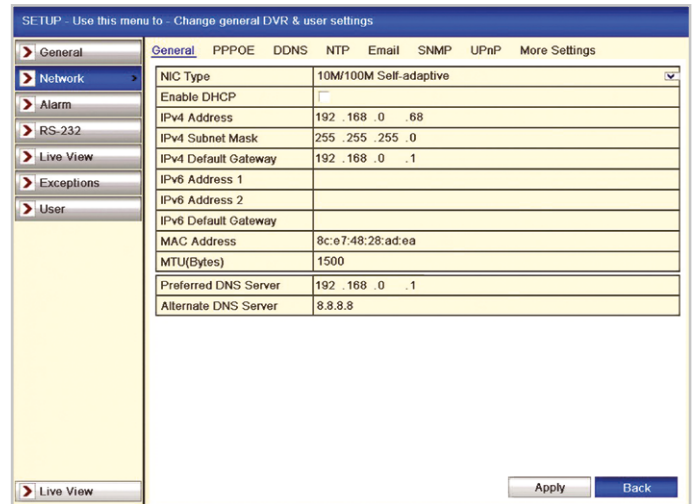 SETUP - Use this menu to - Change general DVR & user settings
General
Network
Alarm
RS-232
Live View
Exceptions
User
Live View
General PPPOE DDNS NTP Email SNMP UPnP More Settings
NIC Type 10M/100M Self-adaptive
Enable DHCP
IPv4 Address 192 .168 .0 .68
IPv4 Subnet Mask 255 .255 .255 .0
IPv4 Default Gateway 192 .168 .0 .1
IPv6 Address 1
IPv6 Address 2
IPv6 Default Gateway
MAC Address 8c:e7:48:28:ad:ea
MTU(Bytes) 1500
Preferred DNS Server 192 .168 .0 .1
Alternate DNS Server 8.8.8.8
Apply Back